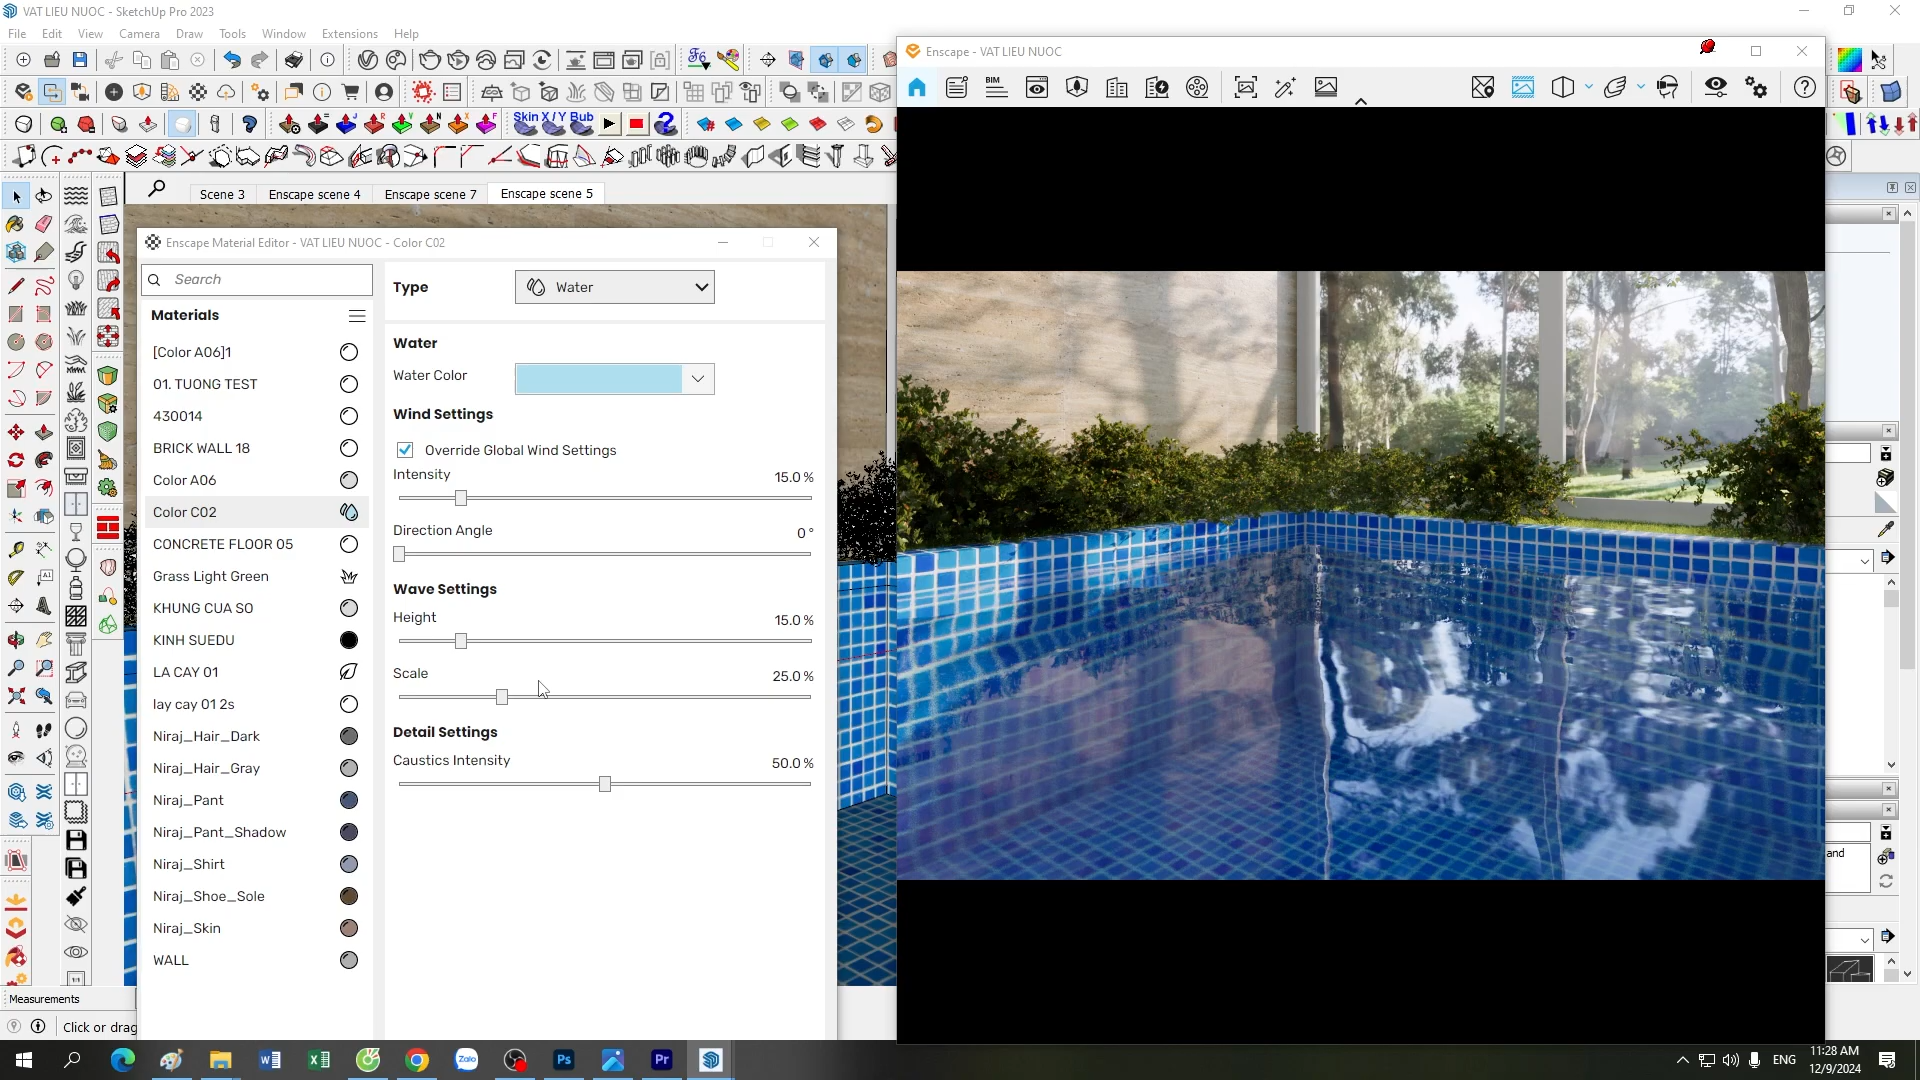 VAT LIEU NUOC - SketchUp Pro 2023
File Edit View Camera Draw Tools Window Extensions Help
Skin X / Y Bub
Scene 3 Enscape scene 4 Enscape scene 7 Enscape scene 5
Enscape Material Editor - VAT LIEU NUOC - Color C02
Search
Materials
[Color A06]1
01. TUONG TEST
430014
BRICK WALL 18
Color A06
Color C02
CONCRETE FLOOR 05
Grass Light Green
KHUNG CUA SO
KINH SUEDU
LA CAY 01
lay cay 01 2s
Niraj_Hair_Dark
Niraj_Hair_Gray
Niraj_Pant
Niraj_Pant_Shadow
Niraj_Shirt
Niraj_Shoe_Sole
Niraj_Skin
WALL
Type Water
Water
Water Color
Wind Settings
Override Global Wind Settings
Intensity 15.0 %
Direction Angle 0 °
Wave Settings
Height 15.0 %
Scale 25.0 %
Detail Settings
Caustics Intensity 50.0 %
Enscape - VAT LIEU NUOC
BIM
and
Measurements
Click or drag
Zalo
Ps
Pr
ENG
11:28 AM
12/9/2024